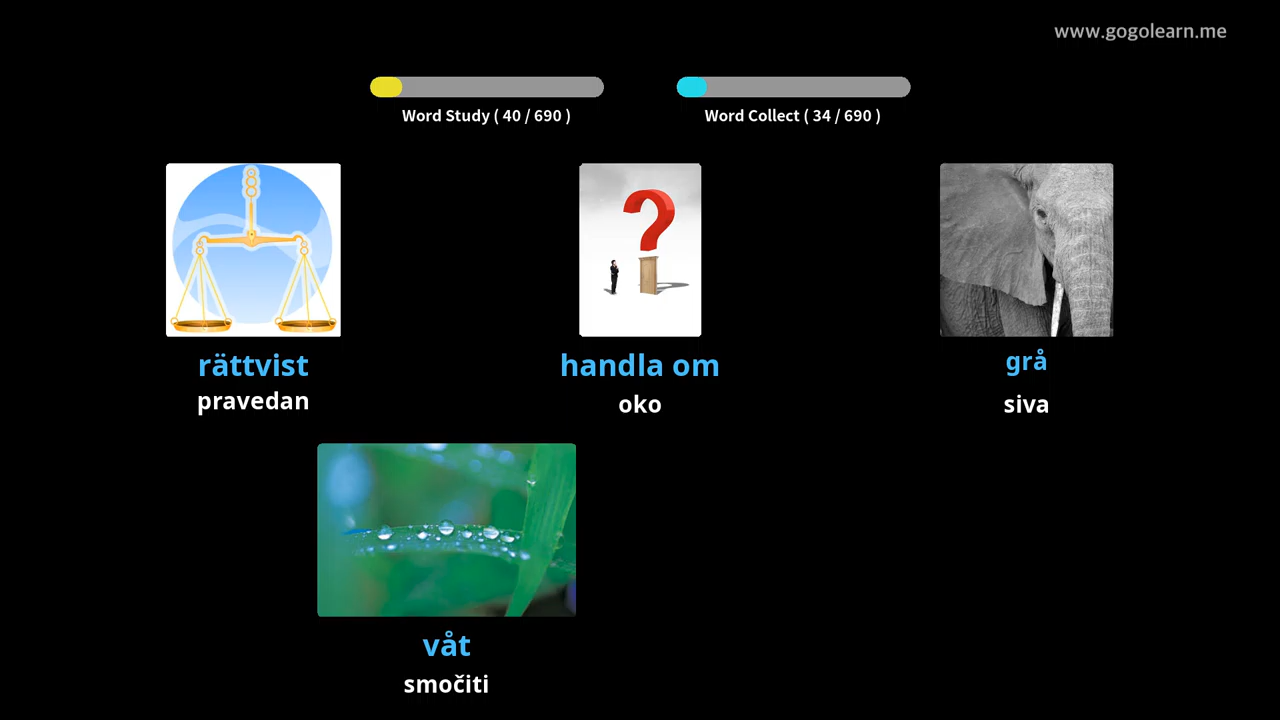 www.gogolearn.me
Word Study ( 40 / 690 )
Word Collect ( 34 / 690 )
rättvist
pravedan
handla om
oko
grå
siva
våt
smočiti